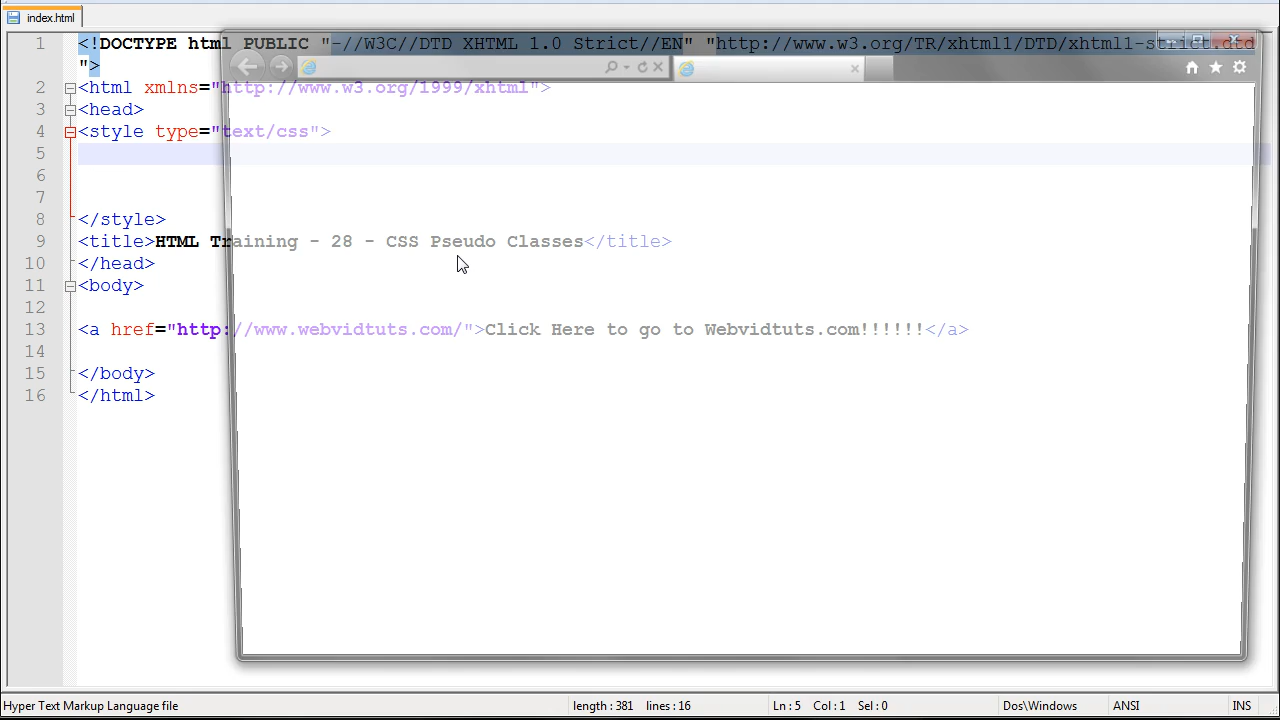 index.html
1 <!DOCTYPE html PUBLIC "-//W3C//DTD XHTML 1.0 Strict//EN" "http://www.w3.org/TR/xhtml1/DTD/xhtml1-strict.dtd
">
2 <html xmlns="http://www.w3.org/1999/xhtml">
3 <head>
4 <style type="text/css">
5
6
7
8 </style>
9 <title>HTML Training - 28 - CSS Pseudo Classes</title>
10 </head>
11 <body>
12
13 <a href="http://www.webvidtuts.com/">Click Here to go to Webvidtuts.com!!!!!!</a>
14
15 </body>
16 </html>
Hyper Text Markup Language file length : 381 lines : 16 Ln : 5 Col : 1 Sel : 0 Dos\Windows ANSI INS